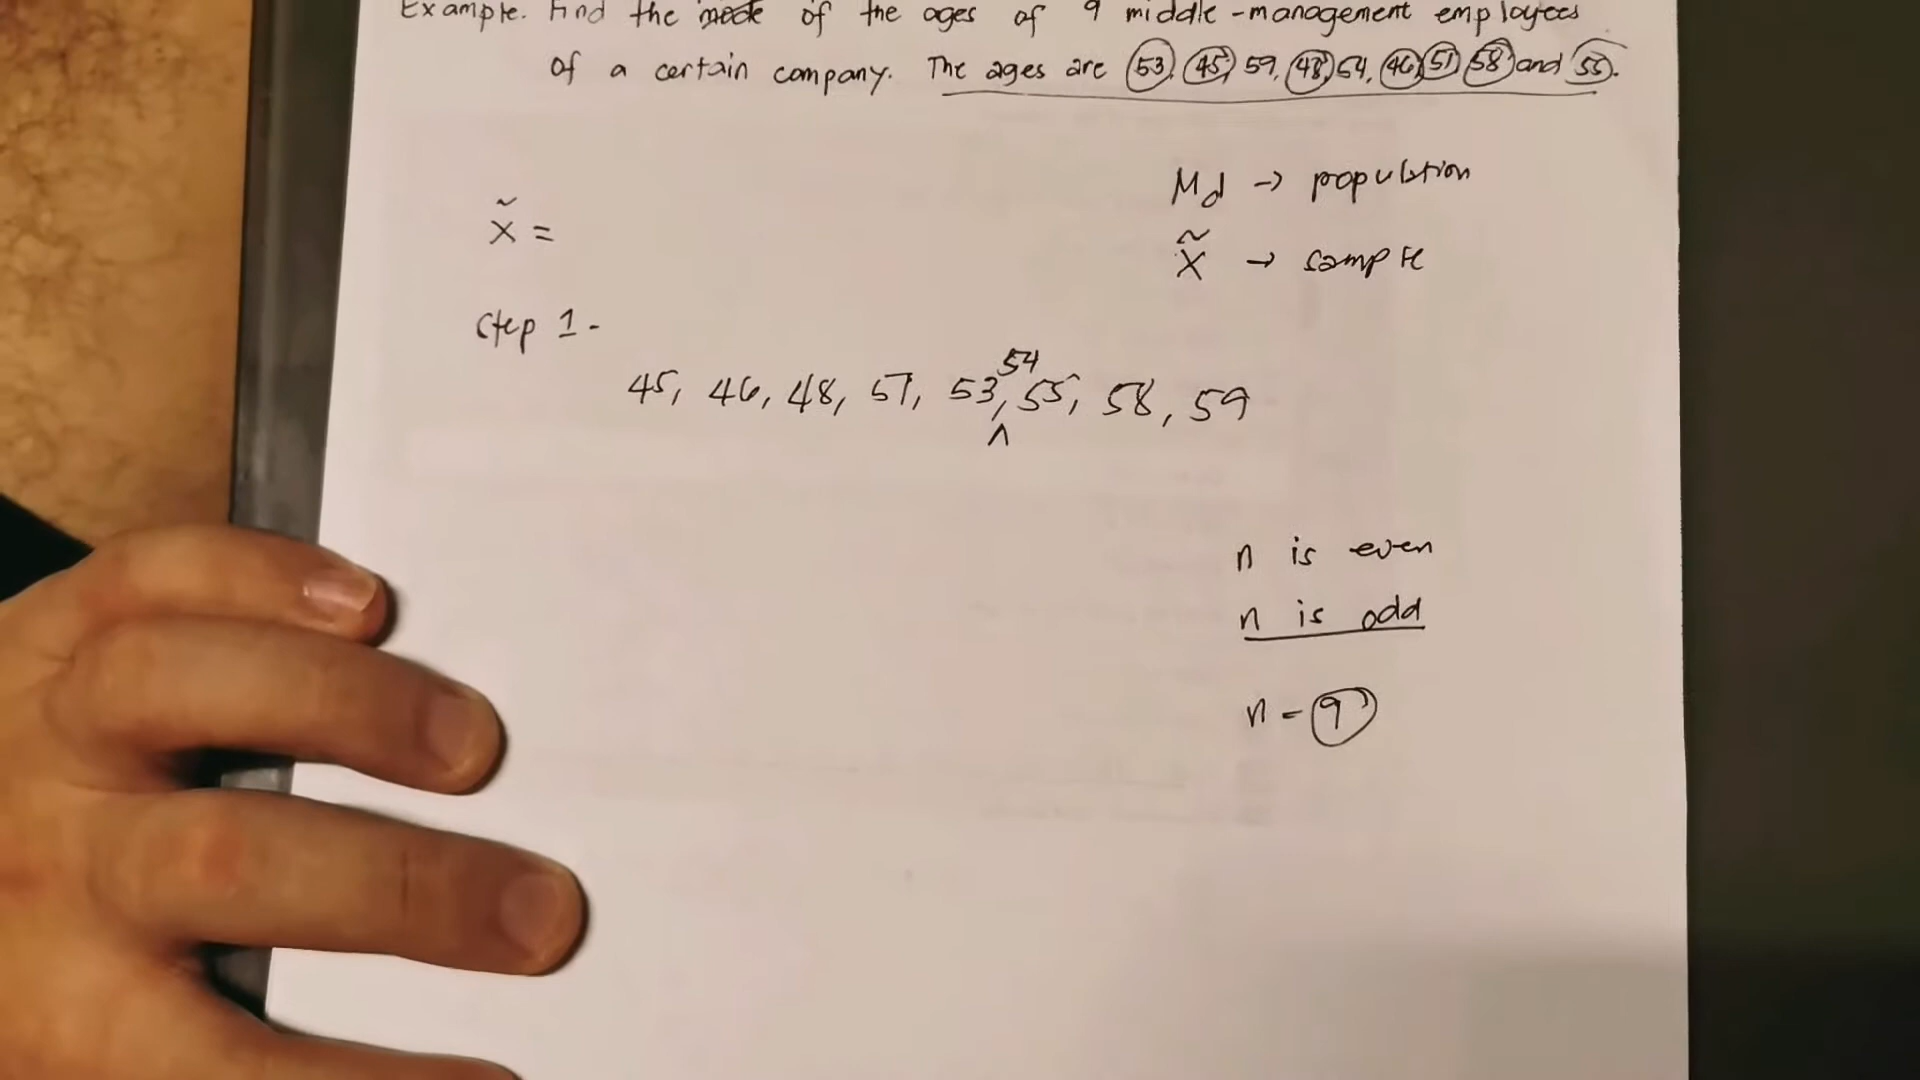 Example. Find the mode of the ages of 9 middle-management employees
of a certain company. The ages are 53, 45, 59, 48, 54, 46, 51, 58 and 55.
Md → population
x̃ =
x̃ → sample
Step 1-
54
45, 46, 48, 51, 53, 55, 58, 59
^
n is even
n is odd
n = 9